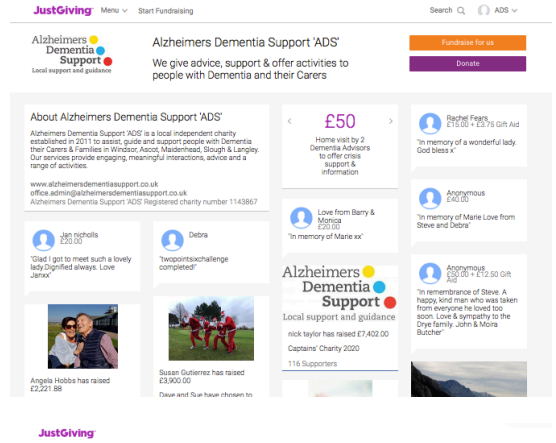 JustGiving
Menu
Start Fundraising
Search
ADS
Alzheimers
Dementia
Support
Local support and guidance
Alzheimers Dementia Support 'ADS'
We give advice, support & offer activities to
people with Dementia and their Carers
Fundraise for us
Donate
About Alzheimers Dementia Support 'ADS'
Alzheimers Dementia Support 'ADS' is a local independent charity
established in 2011 to assist, guide and support people with Dementia
their Carers & Families in Windsor, Ascot, Maidenhead, Slough & Langley.
Our services provide engaging, meaningful interactions, advice and a
range of activities.
www.alzheimersdementiasupport.co.uk
office.admin@alzheimersdementiasupport.co.uk
Alzheimers Dementia Support 'ADS' Registered charity number 1143867
Jan nicholls
£20.00
"Glad I got to meet such a lovely
lady.Dignified always. Love
Janxx"
Angela Hobbs has raised
£2,221.88
Debra
"twopointsixchallenge
completed!"
Susan Gutierrez has raised
£3,900.00
Dave and Sue have chosen to
£50
Home visit by 2
Dementia Advisors
to offer crisis
support &
information
Love from Barry &
Monica
£20.00
"In memory of Marie xx"
Alzheimers
Dementia
Support
Local support and guidance
nick taylor has raised £7,402.00
Captains' Charity 2020
116 Supporters
Rachel Fears
£15.00 + £3.75 Gift Aid
"In memory of a wonderful lady.
God bless x"
Anonymous
£40.00
"In memory of Marie Love from
Steve and Debra"
Anonymous
£50.00 + £12.50 Gift
Aid
"In remembrance of Steve. A
happy, kind man who was taken
from everyone he loved too
soon. Love & sympathy to the
Drye family. John & Moira
Butcher"
JustGiving